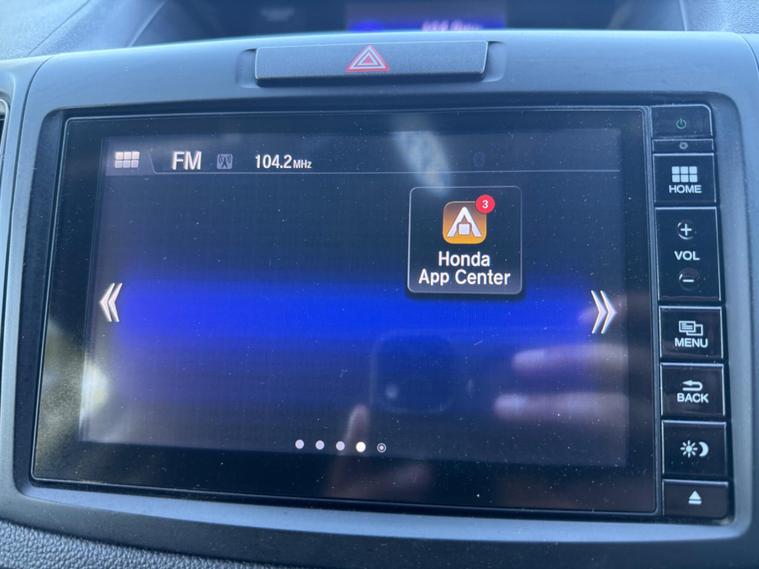 FM 104.2MHz
3
Honda
App Center
HOME
VOL
MENU
BACK